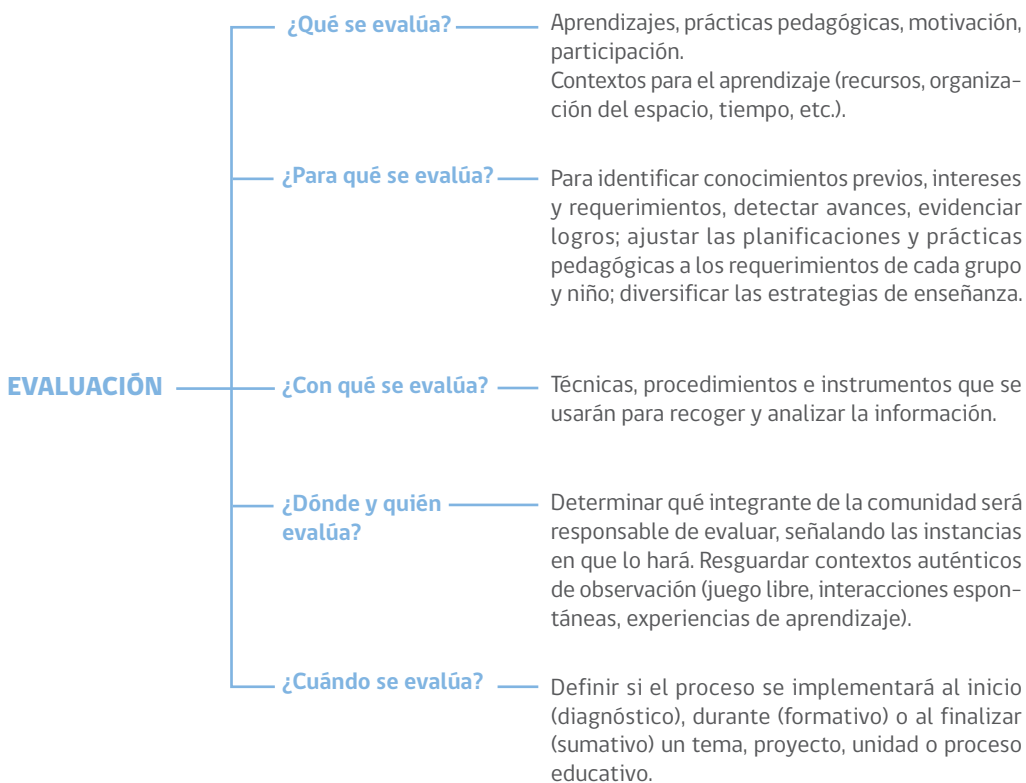 ¿Qué se evalúa?
Aprendizajes, prácticas pedagógicas, motivación,
participación.
Contextos para el aprendizaje (recursos, organiza-
ción del espacio, tiempo, etc.).
¿Para qué se evalúa?
Para identificar conocimientos previos, intereses
y requerimientos, detectar avances, evidenciar
logros; ajustar las planificaciones y prácticas
pedagógicas a los requerimientos de cada grupo
y niño; diversificar las estrategias de enseñanza.
EVALUACIÓN
¿Con qué se evalúa?
Técnicas, procedimientos e instrumentos que se
usarán para recoger y analizar la información.
¿Dónde y quién
evalúa?
Determinar qué integrante de la comunidad será
responsable de evaluar, señalando las instancias
en que lo hará. Resguardar contextos auténticos
de observación (juego libre, interacciones espon-
táneas, experiencias de aprendizaje).
¿Cuándo se evalúa?
Definir si el proceso se implementará al inicio
(diagnóstico), durante (formativo) o al finalizar
(sumativo) un tema, proyecto, unidad o proceso
educativo.